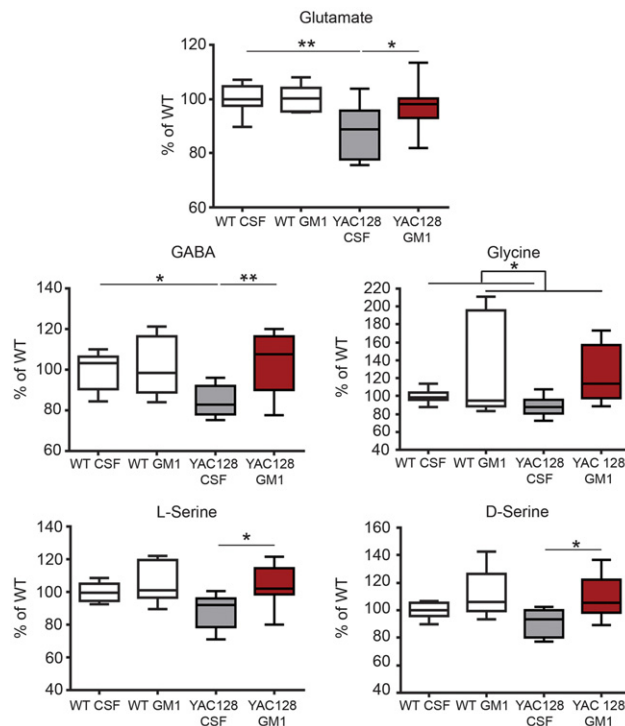 Glutamate
** *
120
100
80
60
% of WT
WT CSF WT GM1 YAC128 CSF YAC128 GM1
GABA
* **
140
120
100
80
60
% of WT
WT CSF WT GM1 YAC128 CSF YAC128 GM1
Glycine
*
220
200
180
160
140
120
100
80
60
% of WT
WT CSF WT GM1 YAC128 CSF YAC 128 GM1
L-Serine
*
140
120
100
80
60
40
% of WT
WT CSF WT GM1 YAC128 CSF YAC128 GM1
D-Serine
*
160
140
120
100
80
60
40
% of WT
WT CSF WT GM1 YAC128 CSF YAC 128 GM1